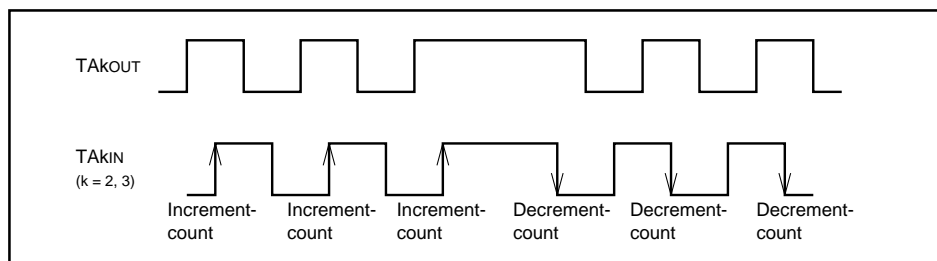 TAkOUT
TAkIN
(k = 2, 3)
Increment-
count
Increment-
count
Increment-
count
Decrement-
count
Decrement-
count
Decrement-
count